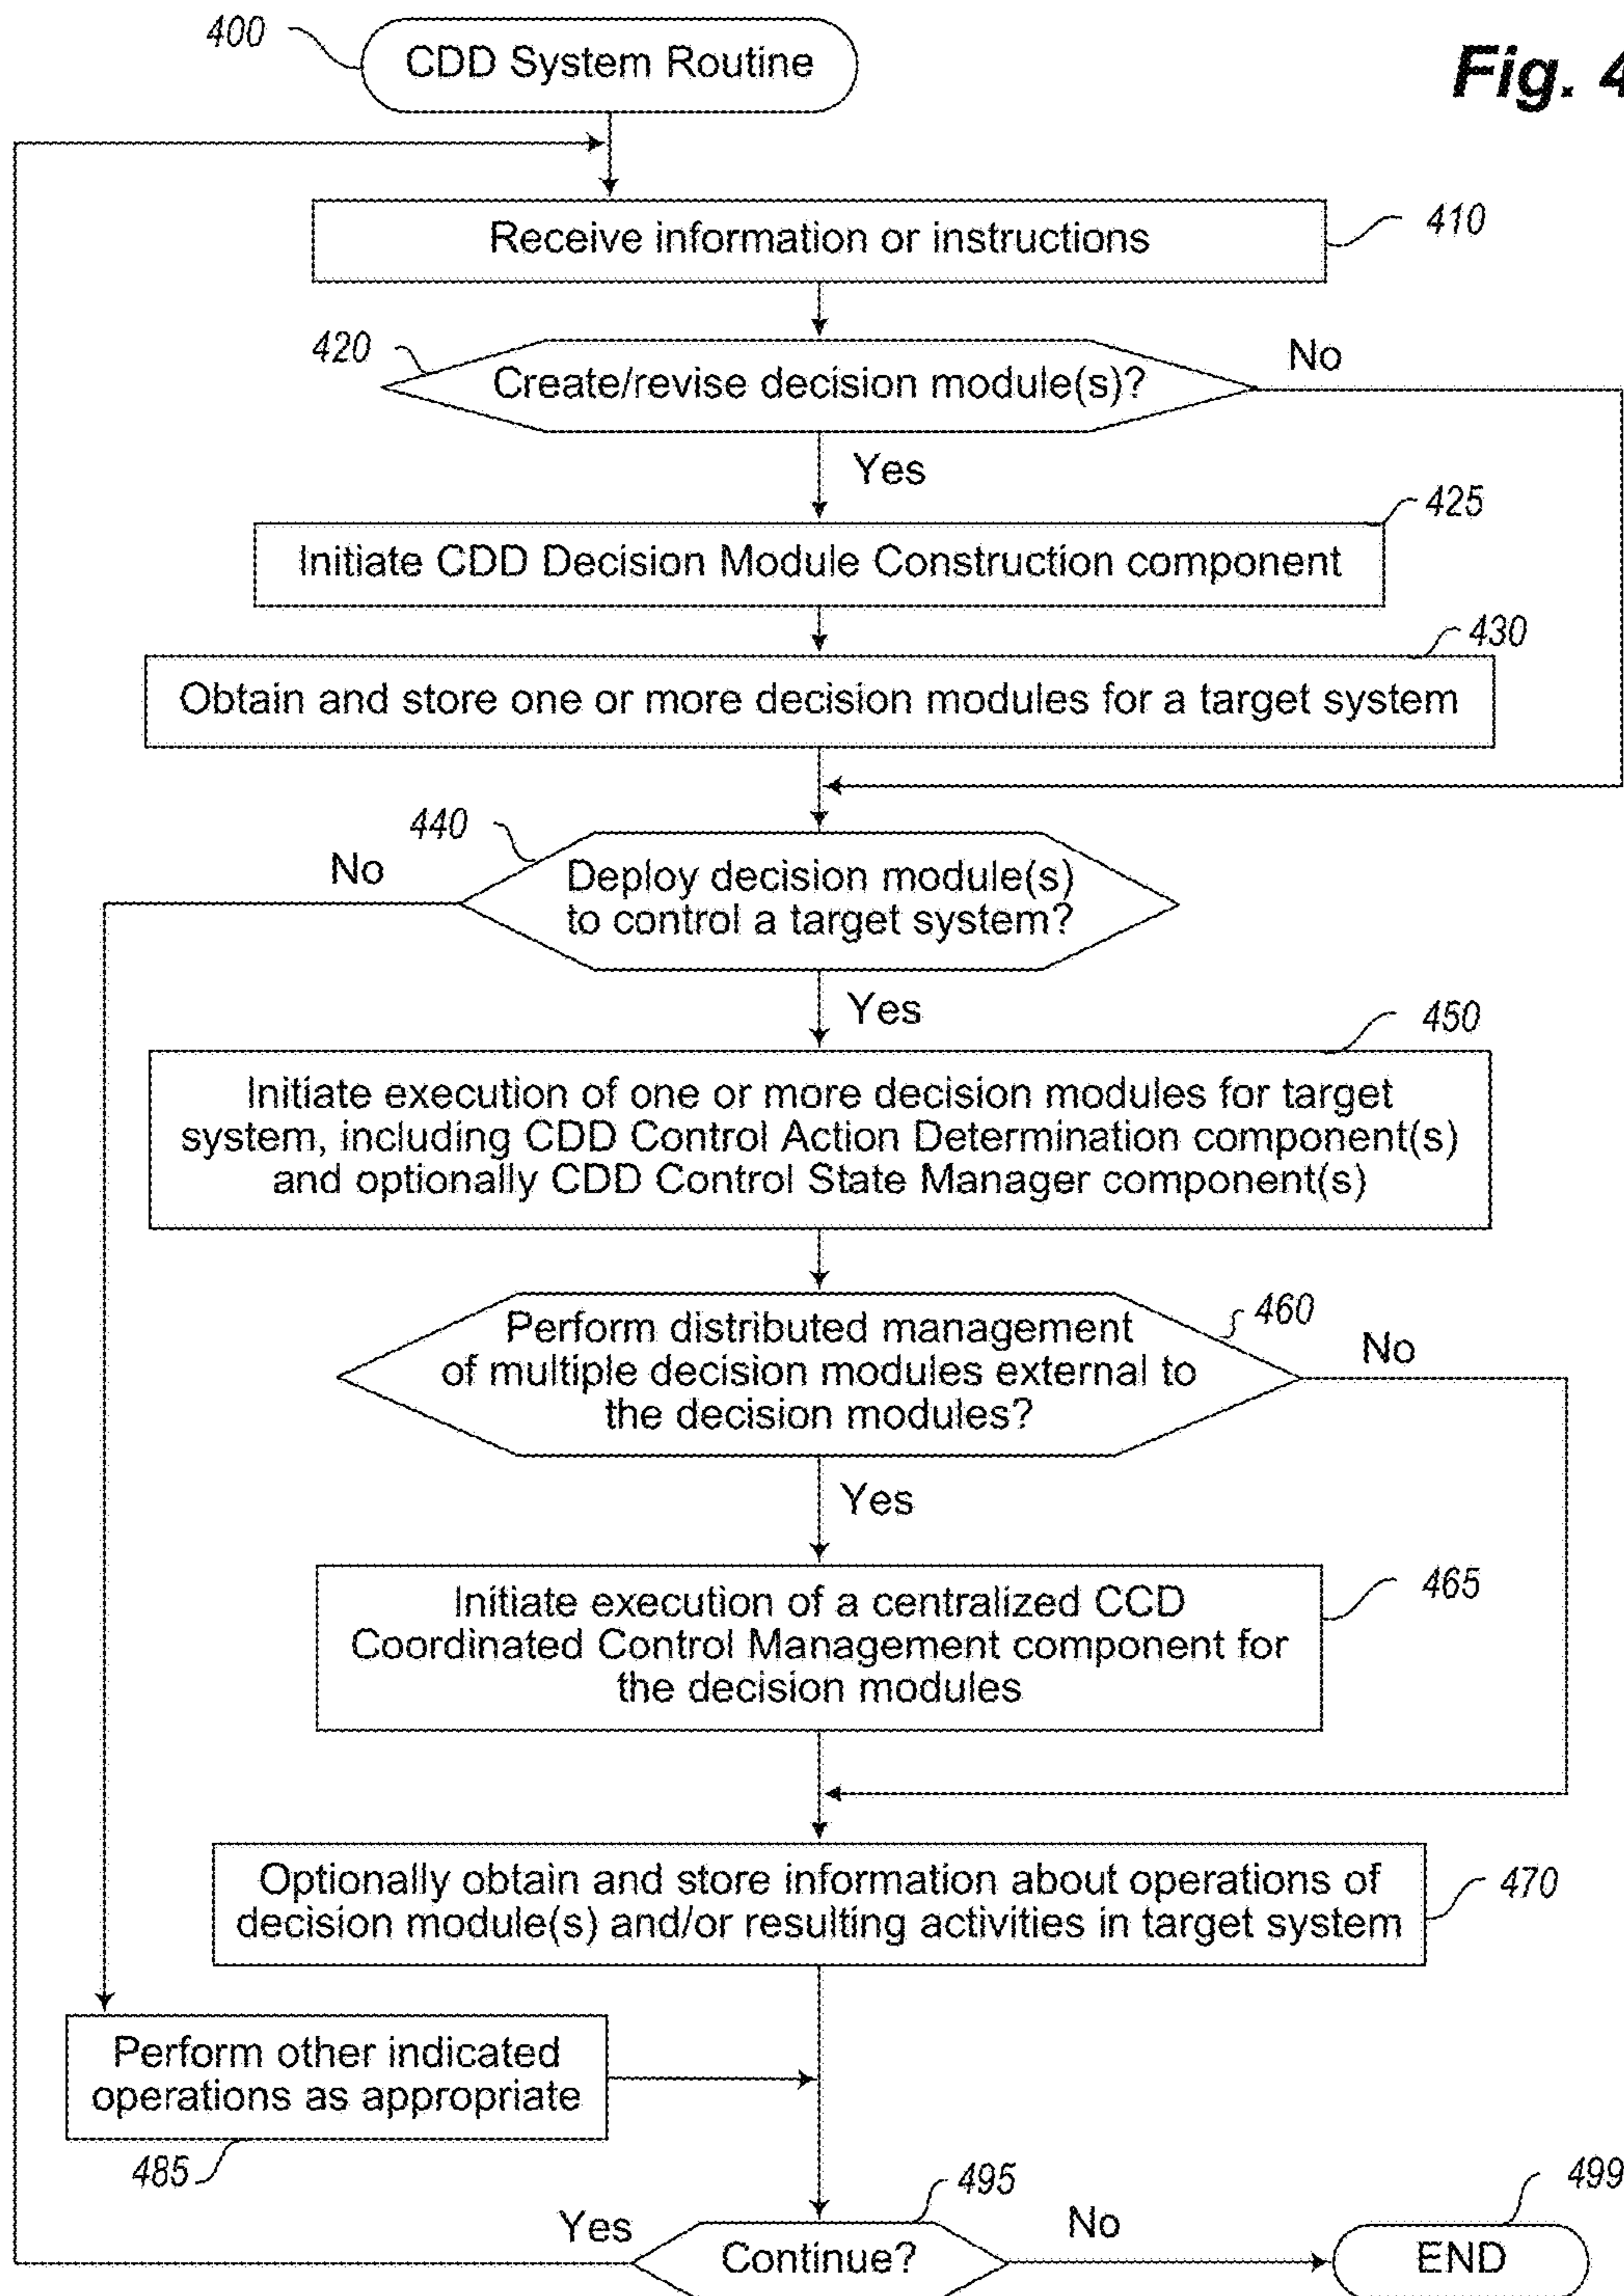 400
CDD System Routine
Fig. 4
Receive information or instructions
410
420
Create/revise decision module(s)?
No
Yes
425
Initiate CDD Decision Module Construction component
430
Obtain and store one or more decision modules for a target system
440
No
Deploy decision module(s)
to control a target system?
Yes
450
Initiate execution of one or more decision modules for target
system, including CDD Control Action Determination component(s)
and optionally CDD Control State Manager component(s)
460
Perform distributed management
of multiple decision modules external to
the decision modules?
No
Yes
465
Initiate execution of a centralized CCD
Coordinated Control Management component for
the decision modules
Optionally obtain and store information about operations of
decision module(s) and/or resulting activities in target system
470
Perform other indicated
operations as appropriate
485
495
499
Yes
Continue?
No
END